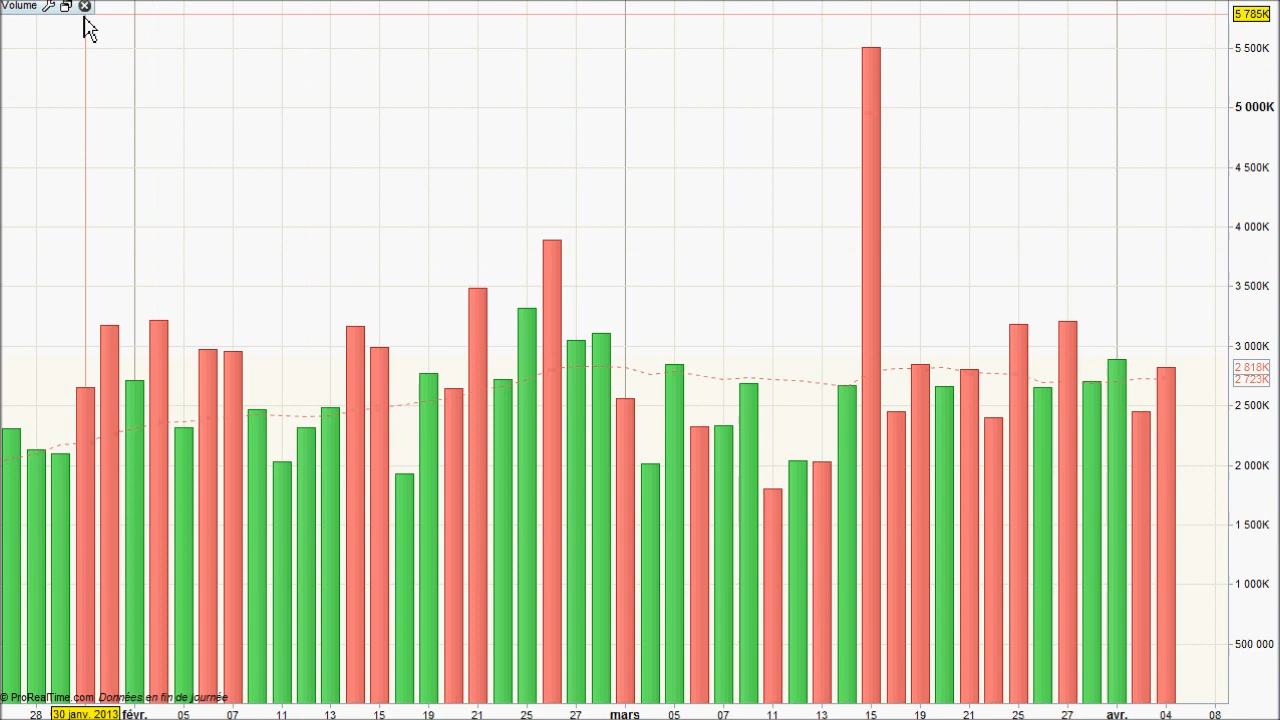 Volume
5 785K
5 500K
5 000K
4 500K
4 000K
3 500K
3 000K
2 818K
2 723K
2 500K
2 000K
1 500K
1 000K
500 000
© ProRealTime.com Données en fin de journée
28 30 janv. 2013 févr. 05 07 11 13 15 19 21 25 27 mars 05 07 11 13 15 19 21 25 27 avr. 04 08